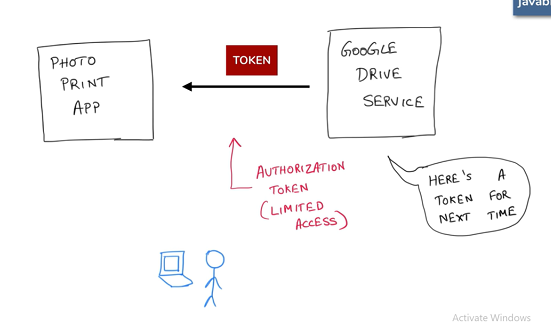 Javab
PHOTO
PRINT
APP
TOKEN
GOOGLE
DRIVE
SERVICE
AUTHORIZATION
TOKEN
(LIMITED
ACCESS)
HERE'S A
TOKEN FOR
NEXT TIME
Activate Windows